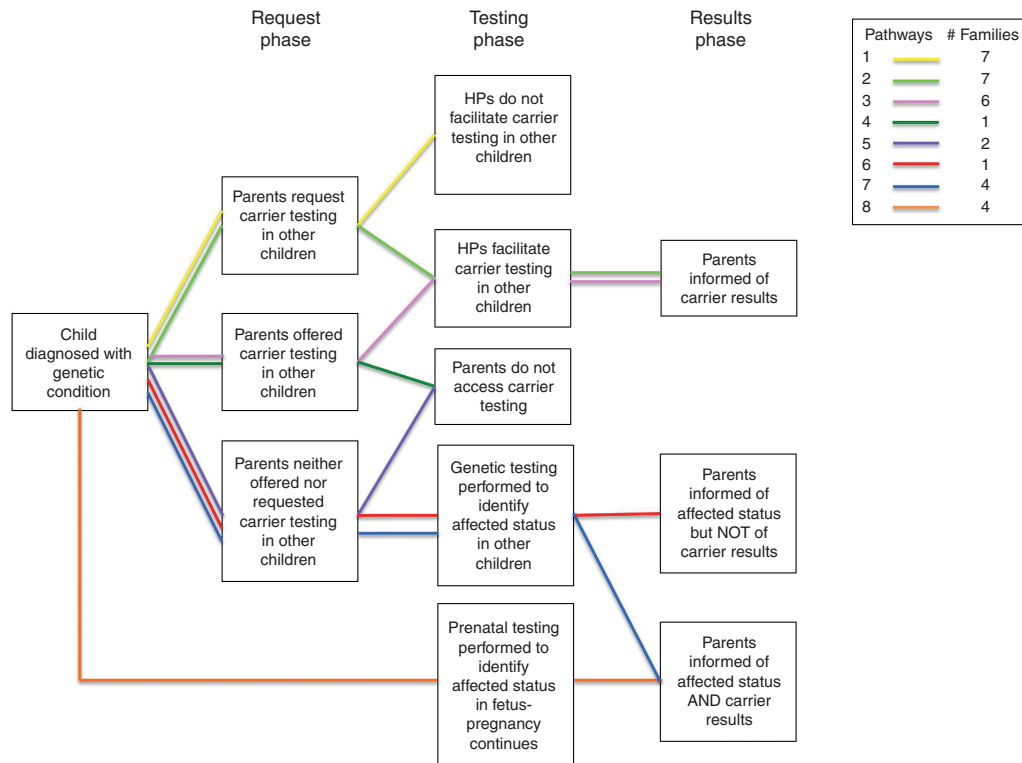 Request
phase
Testing
phase
Results
phase
Pathways # Families
1 7
2 7
3 6
4 1
5 2
6 1
7 4
8 4
HPs do not
facilitate carrier
testing in other
children
Parents request
carrier testing
in other
children
HPs facilitate
carrier testing
in other
children
Parents
informed of
carrier results
Child
diagnosed with
genetic
condition
Parents offered
carrier testing
in other
children
Parents do not
access carrier
testing
Parents neither
offered nor
requested
carrier testing
in other
children
Genetic testing
performed to
identify
affected status
in other
children
Parents
informed of
affected status
but NOT of
carrier results
Prenatal testing
performed to
identify
affected status
in fetus-
pregnancy
continues
Parents
informed of
affected status
AND carrier
results